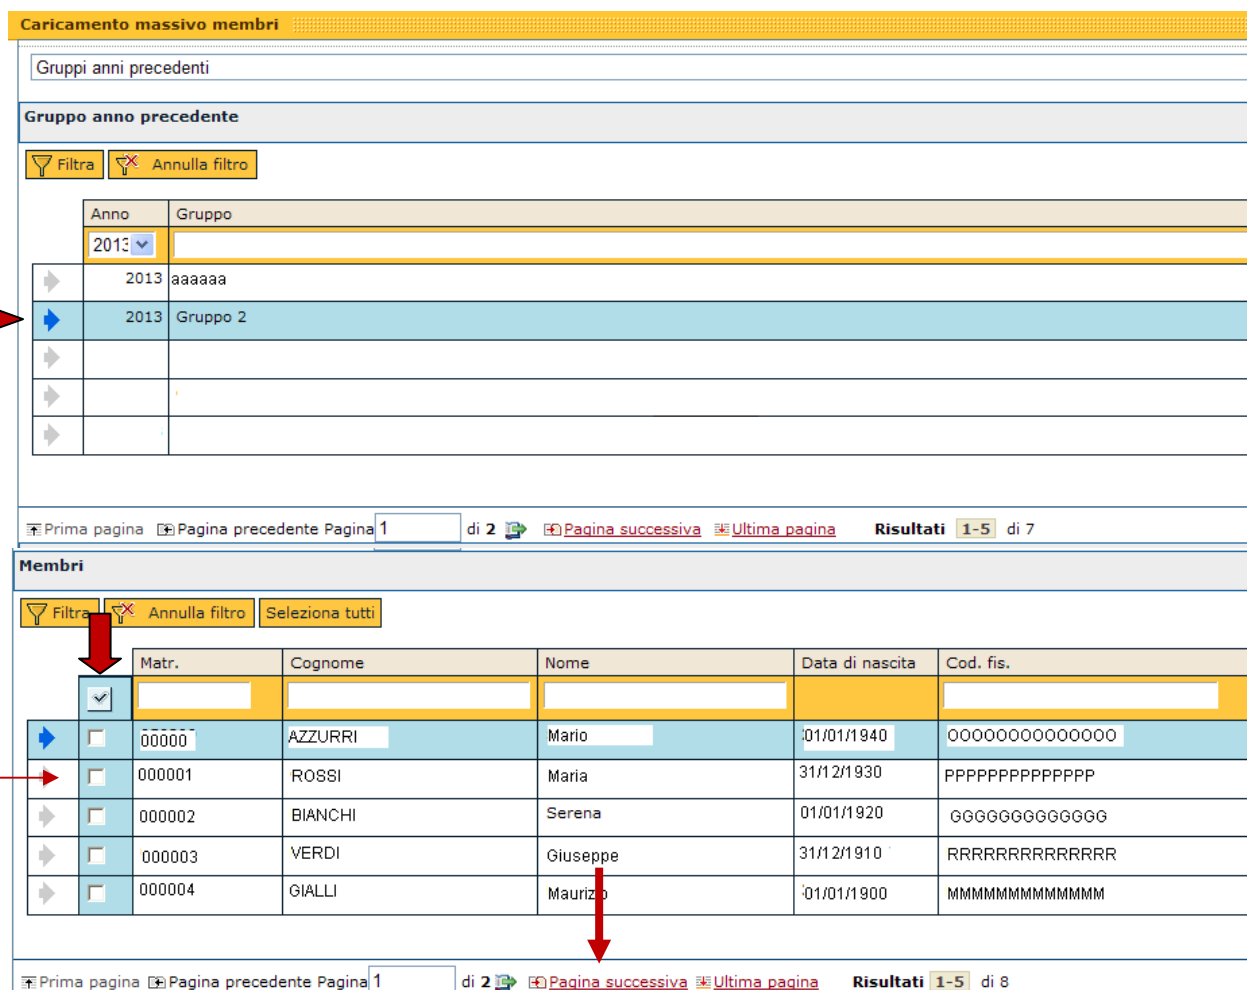 Caricamento massivo membri
Gruppi anni precedenti
Gruppo anno precedente
Filtra Annulla filtro
Anno Gruppo
2013
2013 aaaaaa
2013 Gruppo 2
Prima pagina Pagina precedente Pagina 1 di 2 Pagina successiva Ultima pagina Risultati 1-5 di 7
Membri
Filtra Annulla filtro Seleziona tutti
Matr. Cognome Nome Data di nascita Cod. fis.
00000 AZZURRI Mario 01/01/1940 OOOOOOOOOOOOOO
000001 ROSSI Maria 31/12/1930 PPPPPPPPPPPPPP
000002 BIANCHI Serena 01/01/1920 GGGGGGGGGGGGG
000003 VERDI Giuseppe 31/12/1910 RRRRRRRRRRRRRR
000004 GIALLI Maurizio 01/01/1900 MMMMMMMMMMMMM
Prima pagina Pagina precedente Pagina 1 di 2 Pagina successiva Ultima pagina Risultati 1-5 di 8